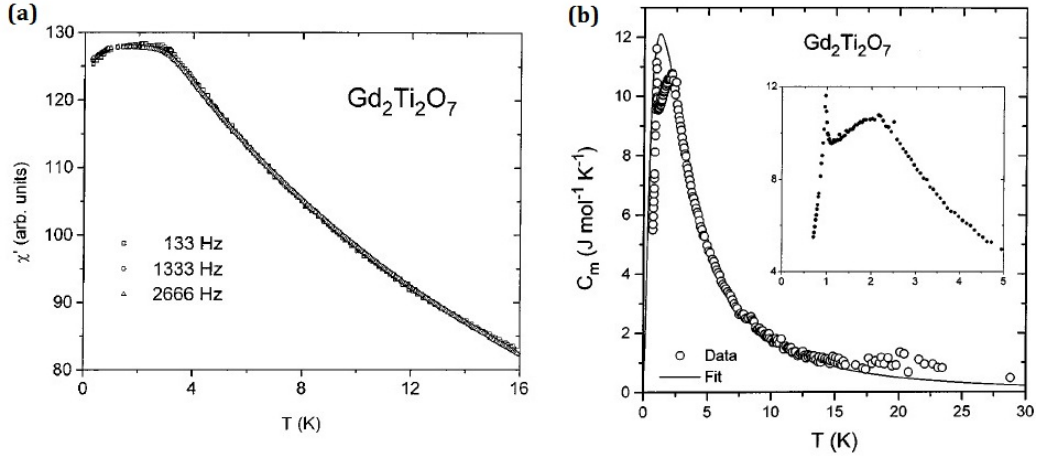 (a)
130
120
110
100
90
80
χ' (arb. units)
Gd₂Ti₂O₇
133 Hz
1333 Hz
2666 Hz
0 4 8 12 16
T (K)
(b)
12
10
8
6
4
2
0
Cₘ (J mol⁻¹ K⁻¹)
Gd₂Ti₂O₇
12
8
4
0 1 2 3 4 5
Data
Fit
0 5 10 15 20 25 30
T (K)